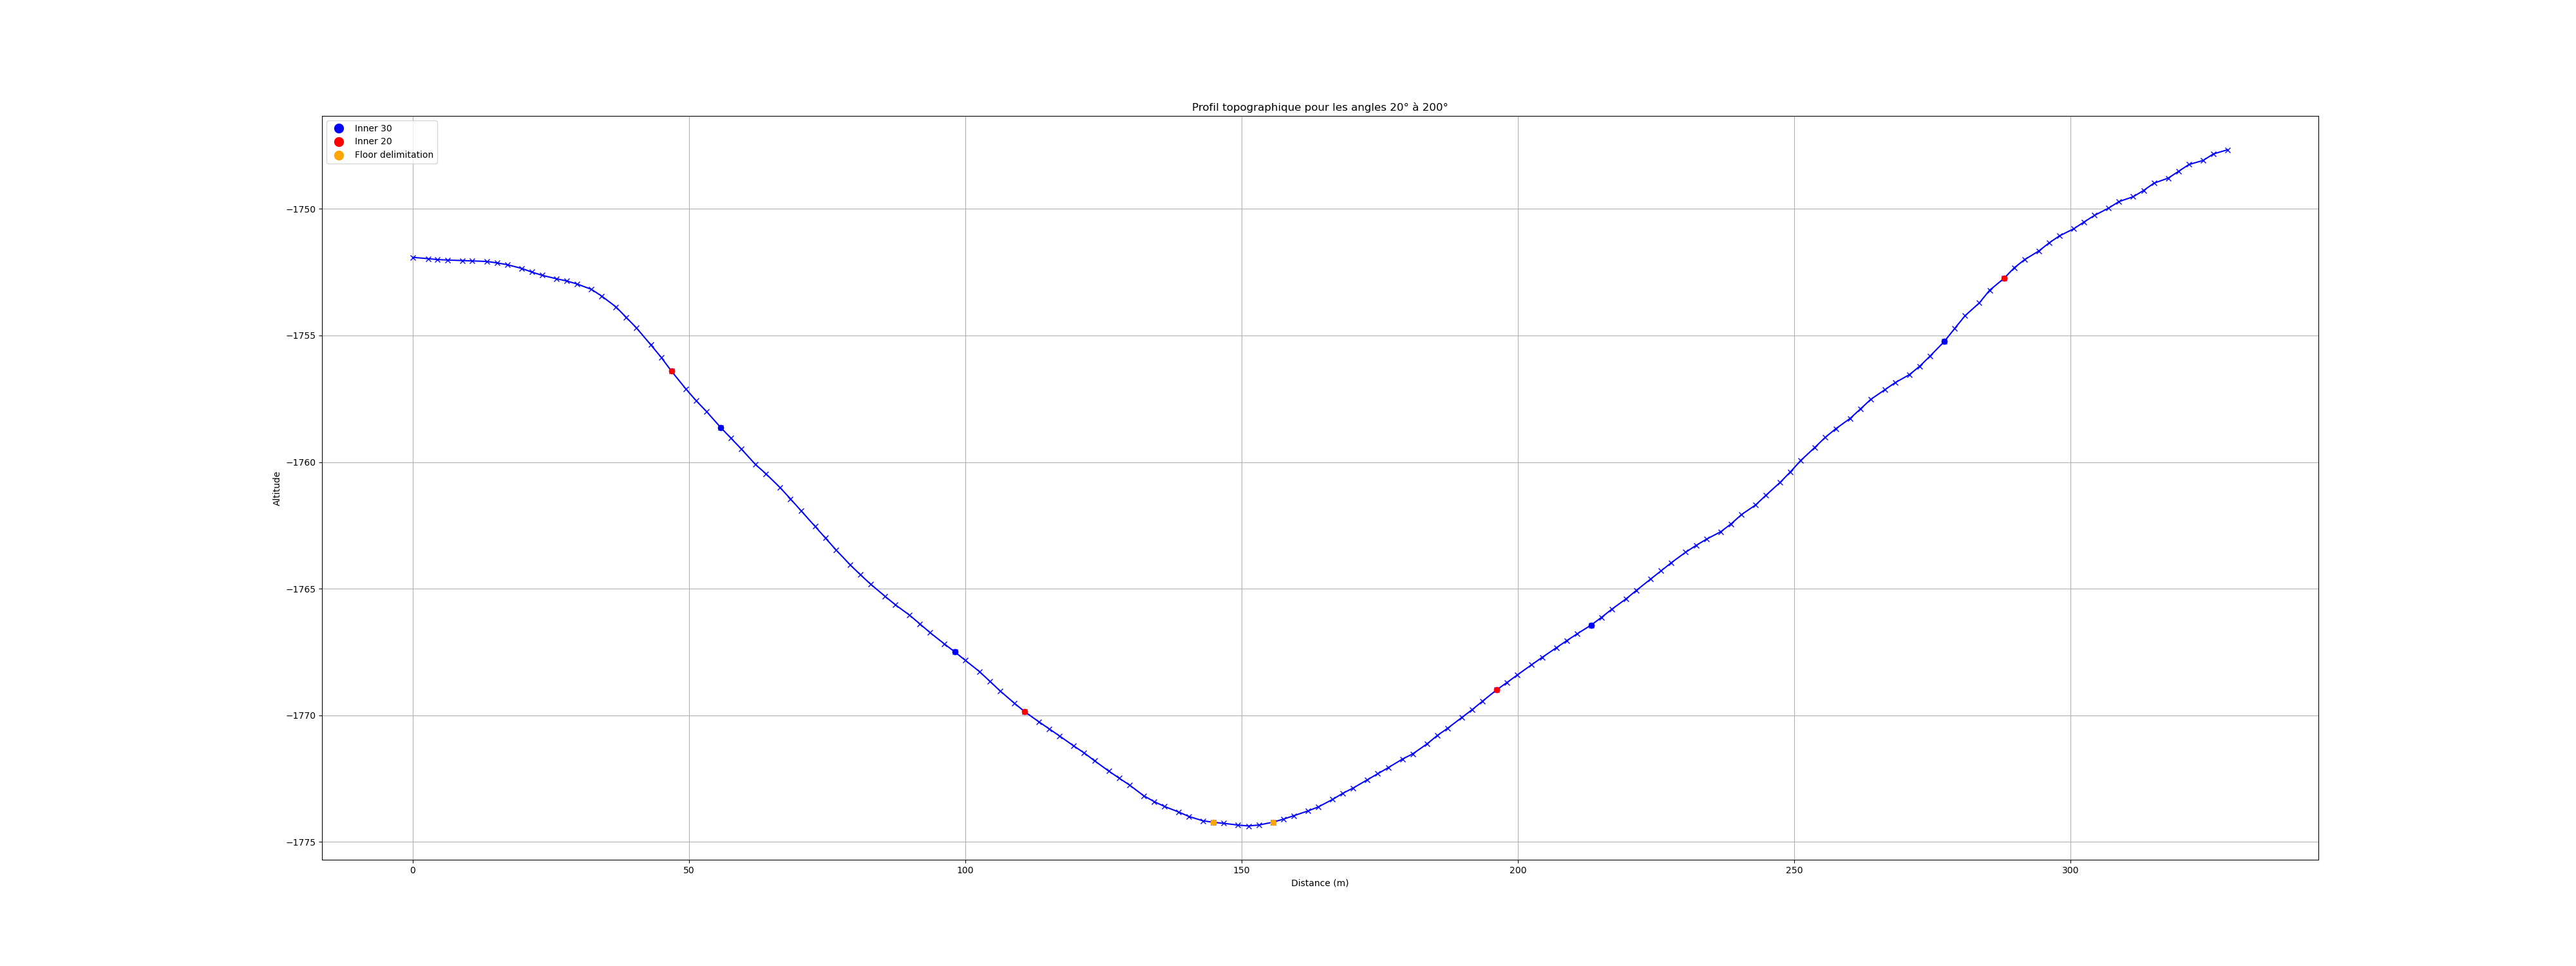 Profil topographique pour les angles 20° à 200°
Inner 30
Inner 20
Floor delimitation
−1750
−1755
−1760
−1765
−1770
−1775
Altitude
0 50 100 150 200 250 300
Distance (m)